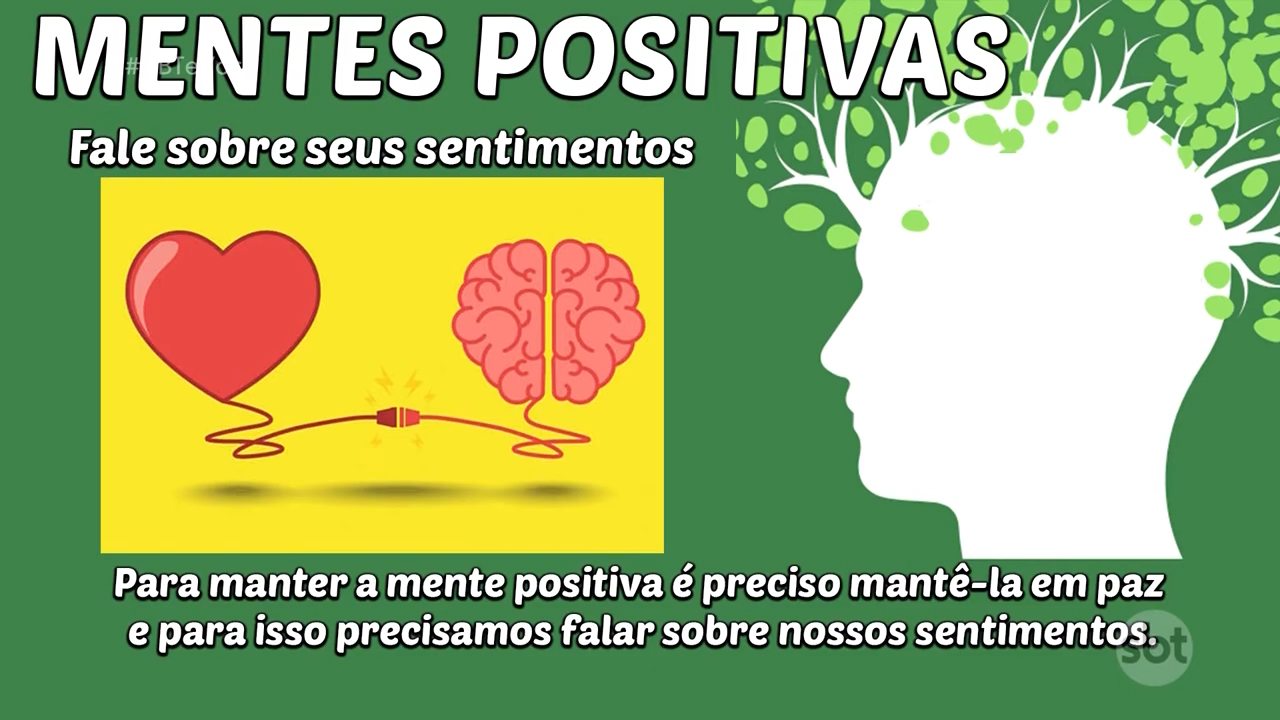 MENTES POSITIVAS
Fale sobre seus sentimentos
Para manter a mente positiva é preciso mantê-la em paz
e para isso precisamos falar sobre nossos sentimentos.
sbt